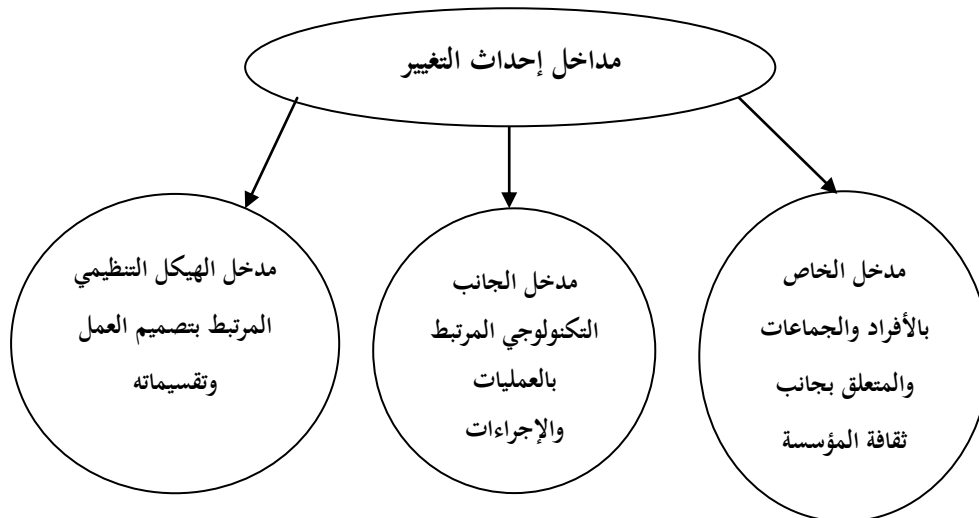 مداخل إحداث التغيير
مدخل الخاص
بالأفراد والجماعات
والمتعلق بجانب
ثقافة المؤسسة
مدخل الجانب
التكنولوجي المرتبط
بالعمليات
والإجراءات
مدخل الهيكل التنظيمي
المرتبط بتصميم العمل
وتقسيماته